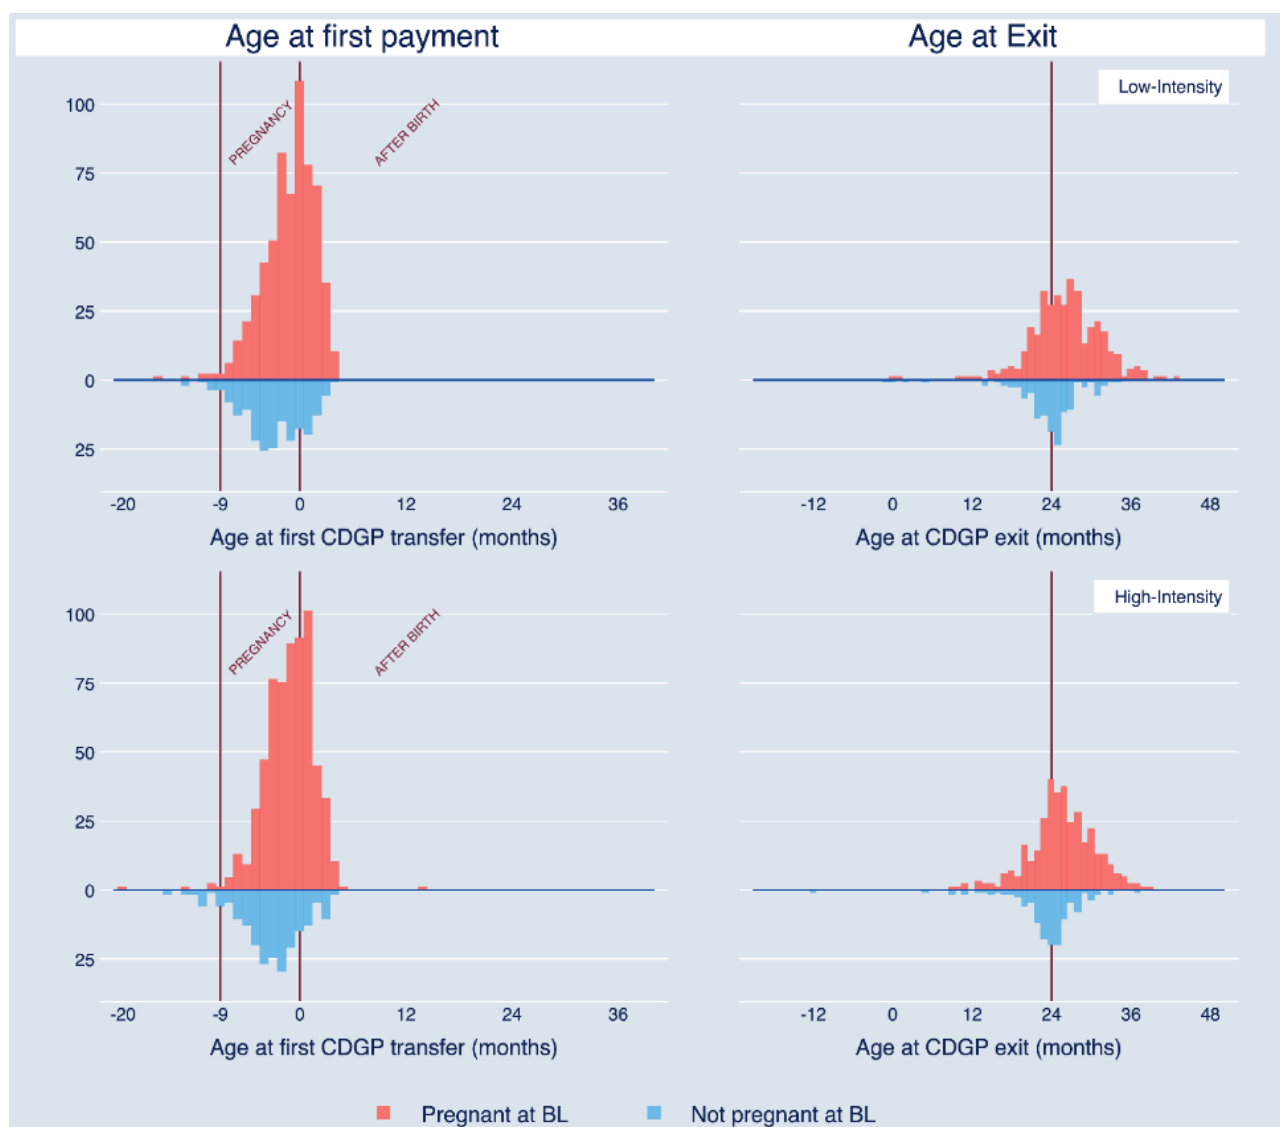 Age at first payment
Age at Exit
Low-Intensity
PREGNANCY
AFTER BIRTH
100
75
50
25
0
25
-20 -9 0 12 24 36
-12 0 12 24 36 48
Age at first CDGP transfer (months)
Age at CDGP exit (months)
High-Intensity
PREGNANCY
AFTER BIRTH
100
75
50
25
0
25
-20 -9 0 12 24 36
-12 0 12 24 36 48
Age at first CDGP transfer (months)
Age at CDGP exit (months)
Pregnant at BL
Not pregnant at BL